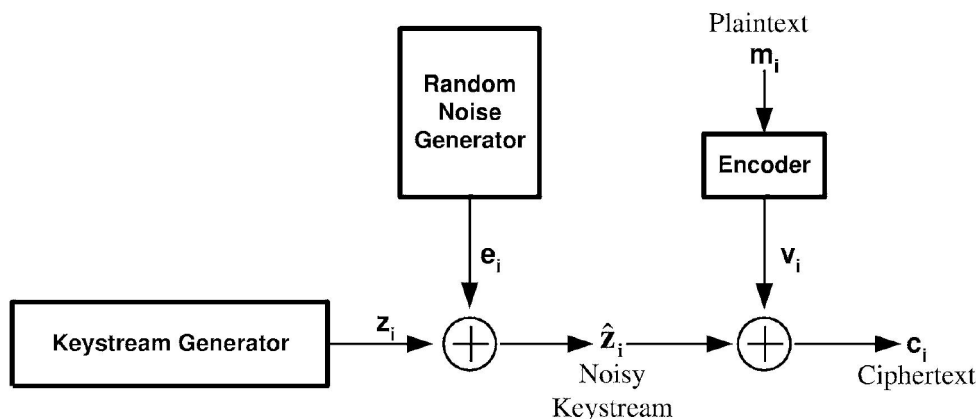 Plaintext
m_i
Random
Noise
Generator
Encoder
e_i
v_i
Keystream Generator
z_i
ẑ_i
Noisy
Keystream
c_i
Ciphertext